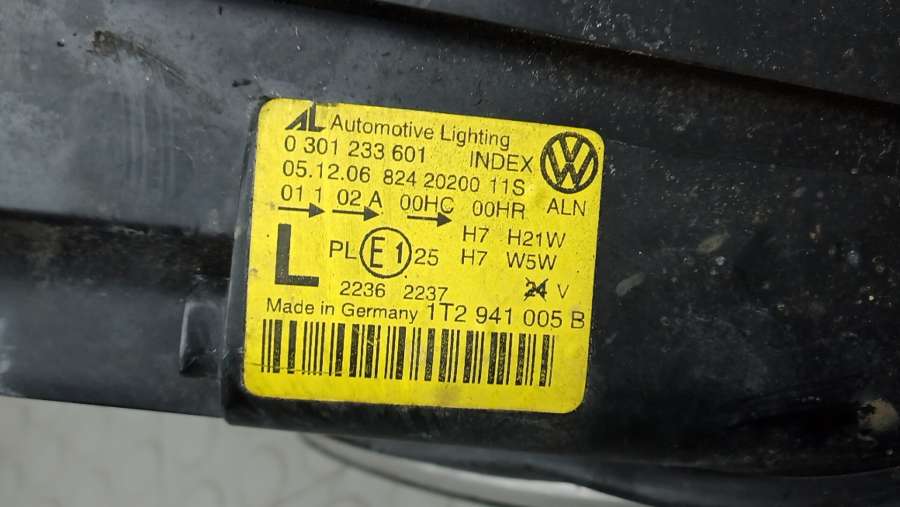 AL Automotive Lighting
0 301 233 601 INDEX
05.12.06 824 20200 11S
01 1 02 A 00HC 00HR ALN
H7 H21W
L PL E1 25 H7 W5W
2236 2237 24 V
Made in Germany 1T2 941 005 B